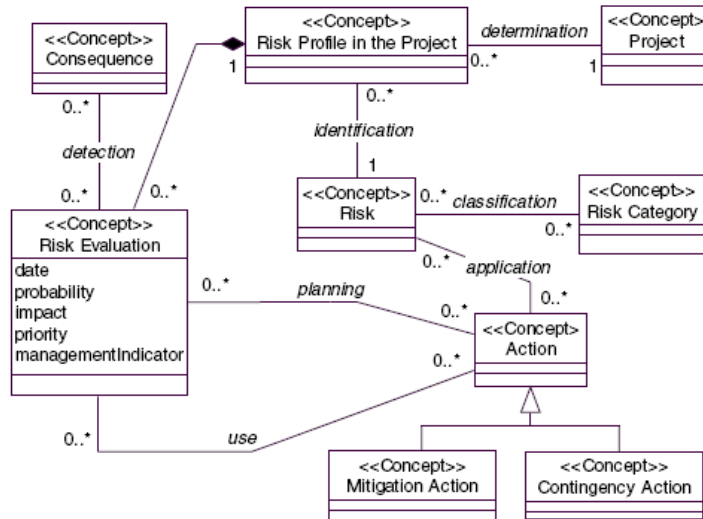 <<Concept>>
Consequence
<<Concept>>
Risk Profile in the Project
determination
<<Concept>>
Project
1
0..*
1
0..*
0..*
identification
detection
1
0..*
0..*
<<Concept>>
Risk
0..*
classification
0..*
<<Concept>>
Risk Category
<<Concept>>
Risk Evaluation
date
probability
impact
priority
managementIndicator
0..*
application
0..*
0..*
planning
0..*
<<Concept>
Action
0..*
0..*
use
<<Concept>>
Mitigation Action
<<Concept>>
Contingency Action